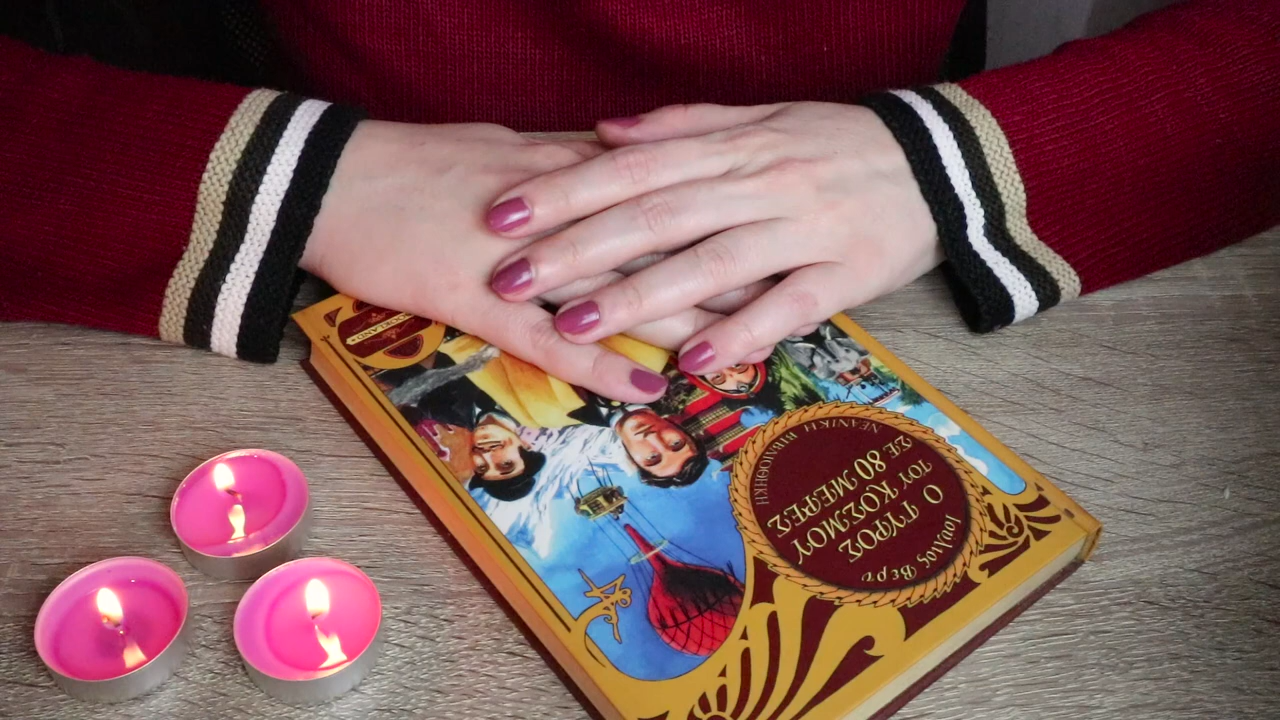 Ιούλιος Βερν
Ο ΓΥΡΟΣ
ΤΟΥ ΚΟΣΜΟΥ
ΣΕ 80 ΜΕΡΕΣ
ΝΕΑΝΙΚΗ ΒΙΒΛΙΟΘΗΚΗ